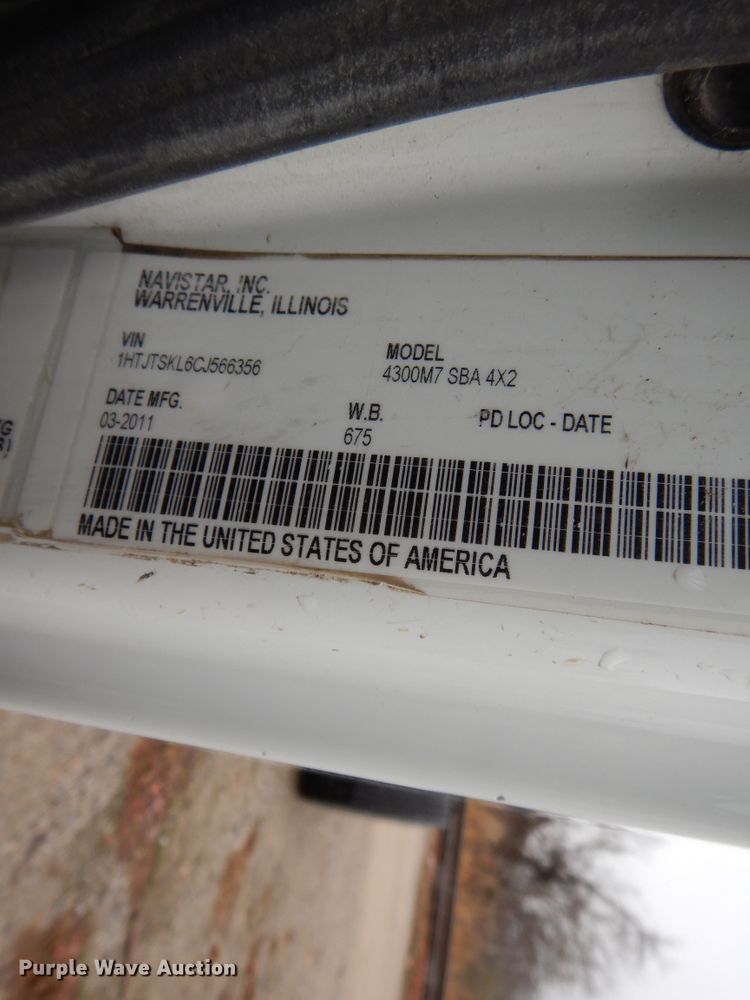 NAVISTAR, INC.
WARRENVILLE, ILLINOIS
VIN
1HTJTSKL6CJ566356
MODEL
4300M7 SBA 4X2
DATE MFG.
03-2011
W.B.
675
PD LOC - DATE
MADE IN THE UNITED STATES OF AMERICA
Purple Wave Auction